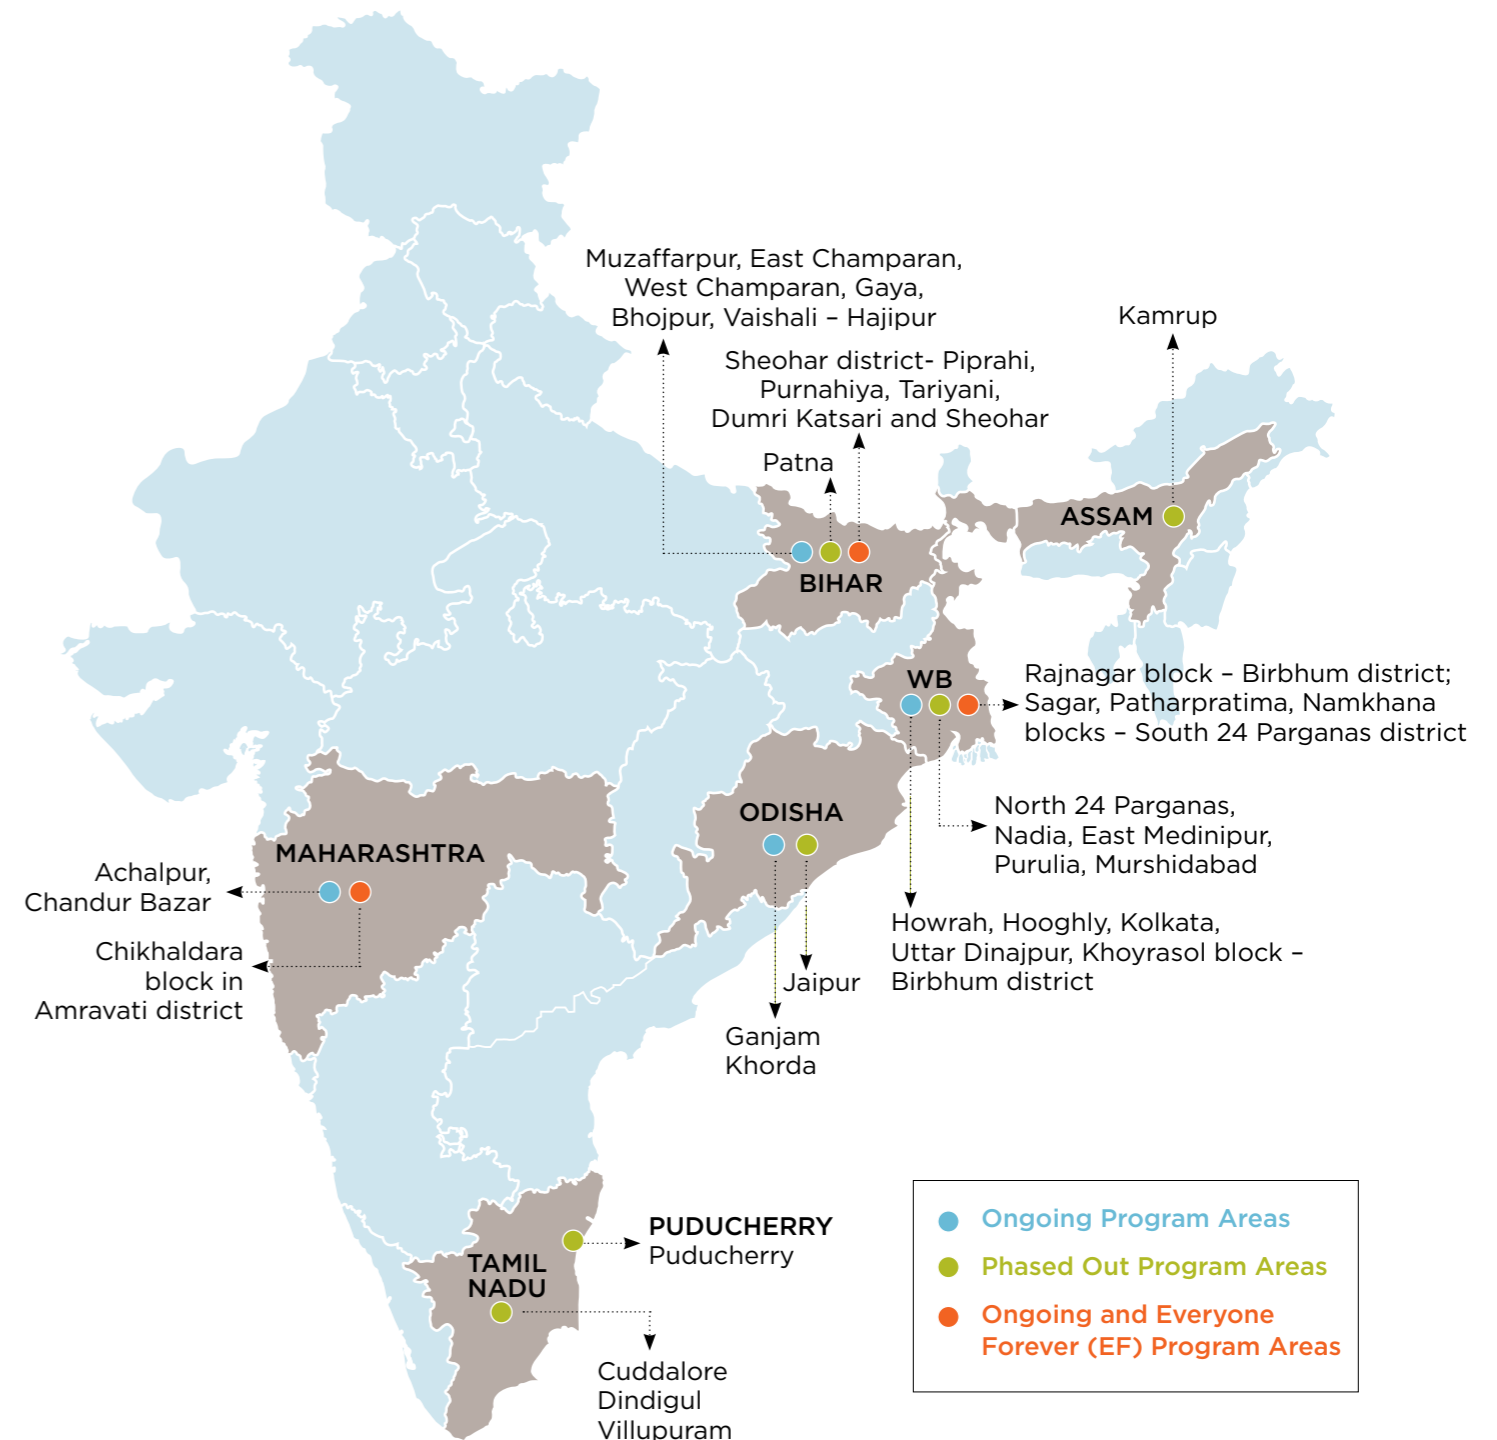 Muzaffarpur, East Champaran,
West Champaran, Gaya,
Bhojpur, Vaishali – Hajipur
Kamrup
Sheohar district- Piprahi,
Purnahiya, Tariyani,
Dumri Katsari and Sheohar
Patna
ASSAM
BIHAR
Rajnagar block – Birbhum district;
Sagar, Patharpratima, Namkhana
blocks – South 24 Parganas district
WB
ODISHA
North 24 Parganas,
Nadia, East Medinipur,
Purulia, Murshidabad
MAHARASHTRA
Achalpur,
Chandur Bazar
Howrah, Hooghly, Kolkata,
Uttar Dinajpur, Khoyrasol block –
Birbhum district
Chikhaldara
block in
Amravati district
Jaipur
Ganjam
Khorda
PUDUCHERRY
Puducherry
TAMIL
NADU
Cuddalore
Dindigul
Villupuram
Ongoing Program Areas
Phased Out Program Areas
Ongoing and Everyone
Forever (EF) Program Areas